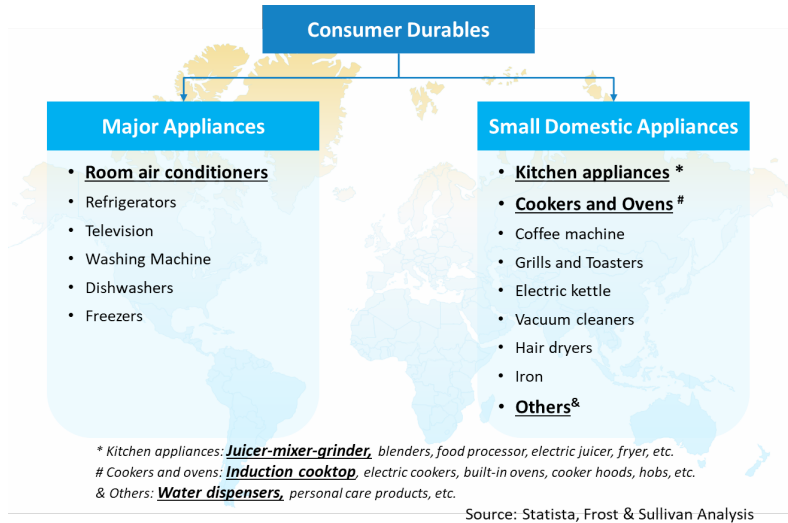 Consumer Durables
Major Appliances
• Room air conditioners
• Refrigerators
• Television
• Washing Machine
• Dishwashers
• Freezers
Small Domestic Appliances
• Kitchen appliances *
• Cookers and Ovens #
• Coffee machine
• Grills and Toasters
• Electric kettle
• Vacuum cleaners
• Hair dryers
• Iron
• Others&
* Kitchen appliances: Juicer-mixer-grinder, blenders, food processor, electric juicer, fryer, etc.
# Cookers and ovens: Induction cooktop, electric cookers, built-in ovens, cooker hoods, hobs, etc.
& Others: Water dispensers, personal care products, etc.
Source: Statista, Frost & Sullivan Analysis